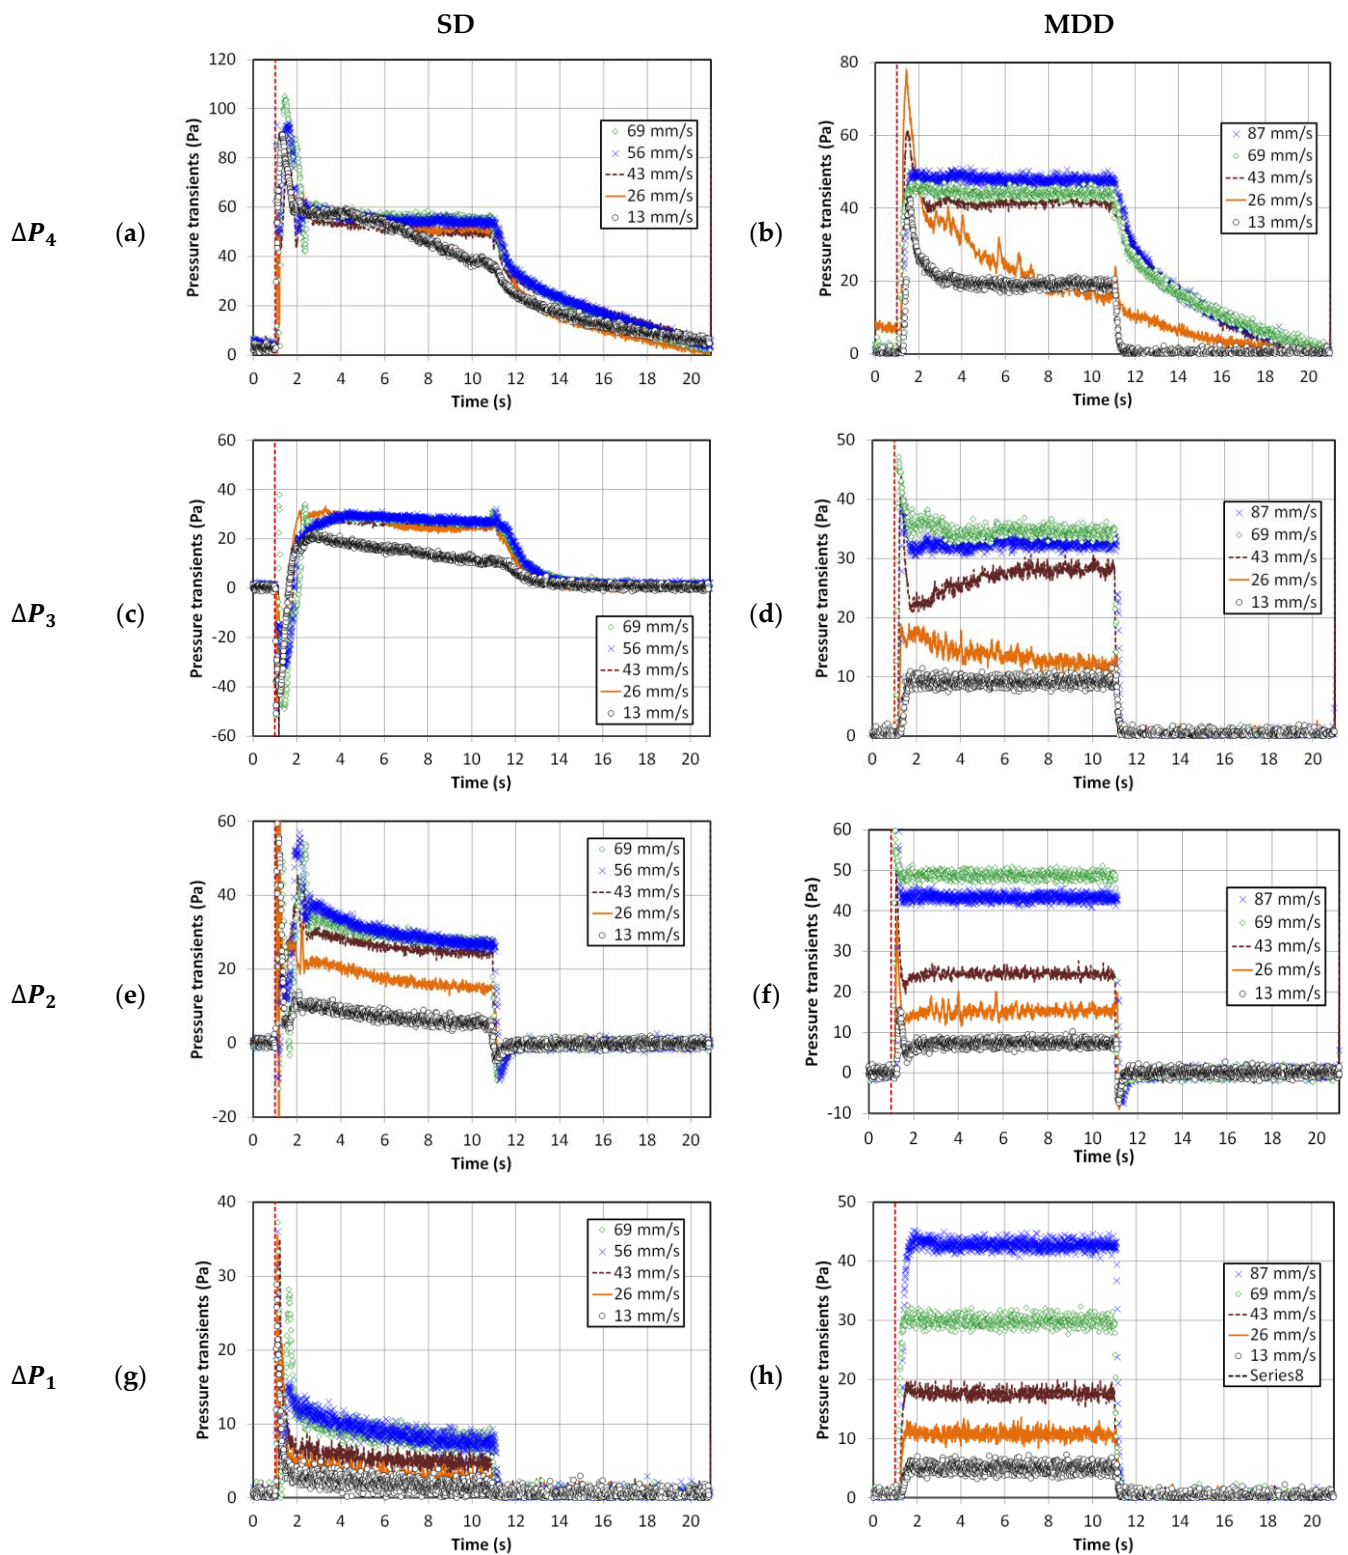 SD
MDD
ΔP4
(a)
Pressure transients (Pa)
120
100
80
60
40
20
0
69 mm/s
56 mm/s
43 mm/s
26 mm/s
13 mm/s
0 2 4 6 8 10 12 14 16 18 20
Time (s)
(b)
Pressure transients (Pa)
80
60
40
20
0
87 mm/s
69 mm/s
43 mm/s
26 mm/s
13 mm/s
0 2 4 6 8 10 12 14 16 18 20
Time (s)
ΔP3
(c)
Pressure transients (Pa)
60
40
20
0
-20
-40
-60
69 mm/s
56 mm/s
43 mm/s
26 mm/s
13 mm/s
0 2 4 6 8 10 12 14 16 18 20
Time (s)
(d)
Pressure transients (Pa)
50
40
30
20
10
0
87 mm/s
69 mm/s
43 mm/s
26 mm/s
13 mm/s
0 2 4 6 8 10 12 14 16 18 20
Time (s)
ΔP2
(e)
Pressure transients (Pa)
60
40
20
0
-20
69 mm/s
56 mm/s
43 mm/s
26 mm/s
13 mm/s
0 2 4 6 8 10 12 14 16 18 20
Time (s)
(f)
Pressure transients (Pa)
60
50
40
30
20
10
0
-10
87 mm/s
69 mm/s
43 mm/s
26 mm/s
13 mm/s
0 2 4 6 8 10 12 14 16 18 20
Time (s)
ΔP1
(g)
Pressure transients (Pa)
40
30
20
10
0
69 mm/s
56 mm/s
43 mm/s
26 mm/s
13 mm/s
0 2 4 6 8 10 12 14 16 18 20
Time (s)
(h)
Pressure transients (Pa)
50
40
30
20
10
0
87 mm/s
69 mm/s
43 mm/s
26 mm/s
13 mm/s
Series8
0 2 4 6 8 10 12 14 16 18 20
Time (s)